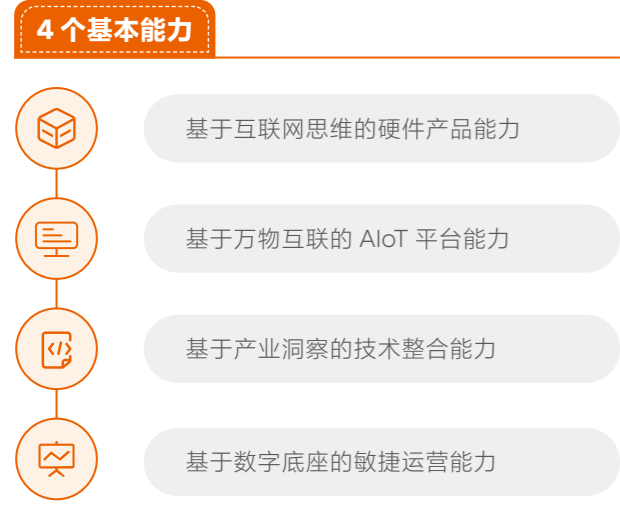 4 个基本能力
基于互联网思维的硬件产品能力
基于万物互联的 AIoT 平台能力
基于产业洞察的技术整合能力
基于数字底座的敏捷运营能力